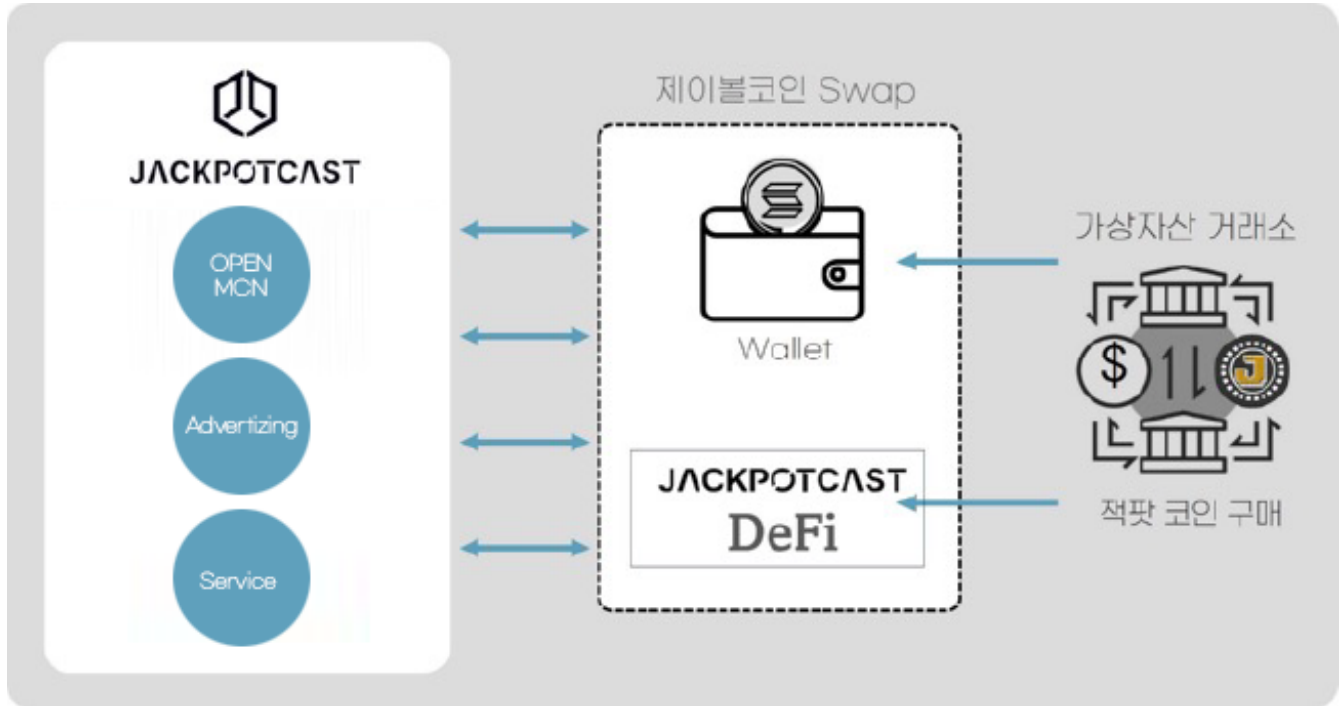 JACKPOTCAST
OPEN
MCN
Advertizing
Service
제이볼코인 Swap
Wallet
JACKPOTCAST
DeFi
가상자산 거래소
$
J
잭팟 코인 구매